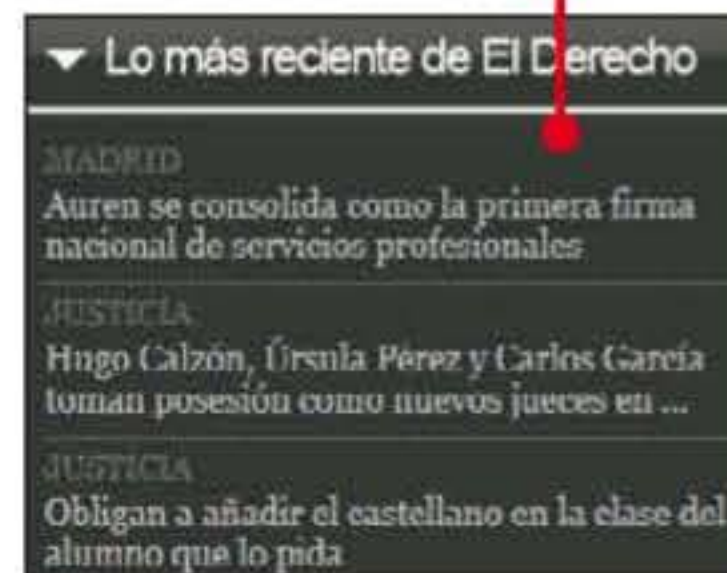 Lo más reciente de El Derecho
MADRID
Auren se consolida como la primera firma
nacional de servicios profesionales
JUSTICIA
Hugo Calzón, Úrsula Pérez y Carlos García
toman posesión como nuevos jueces en ...
JUSTICIA
Obligan a añadir el castellano en la clase del
alumno que lo pida